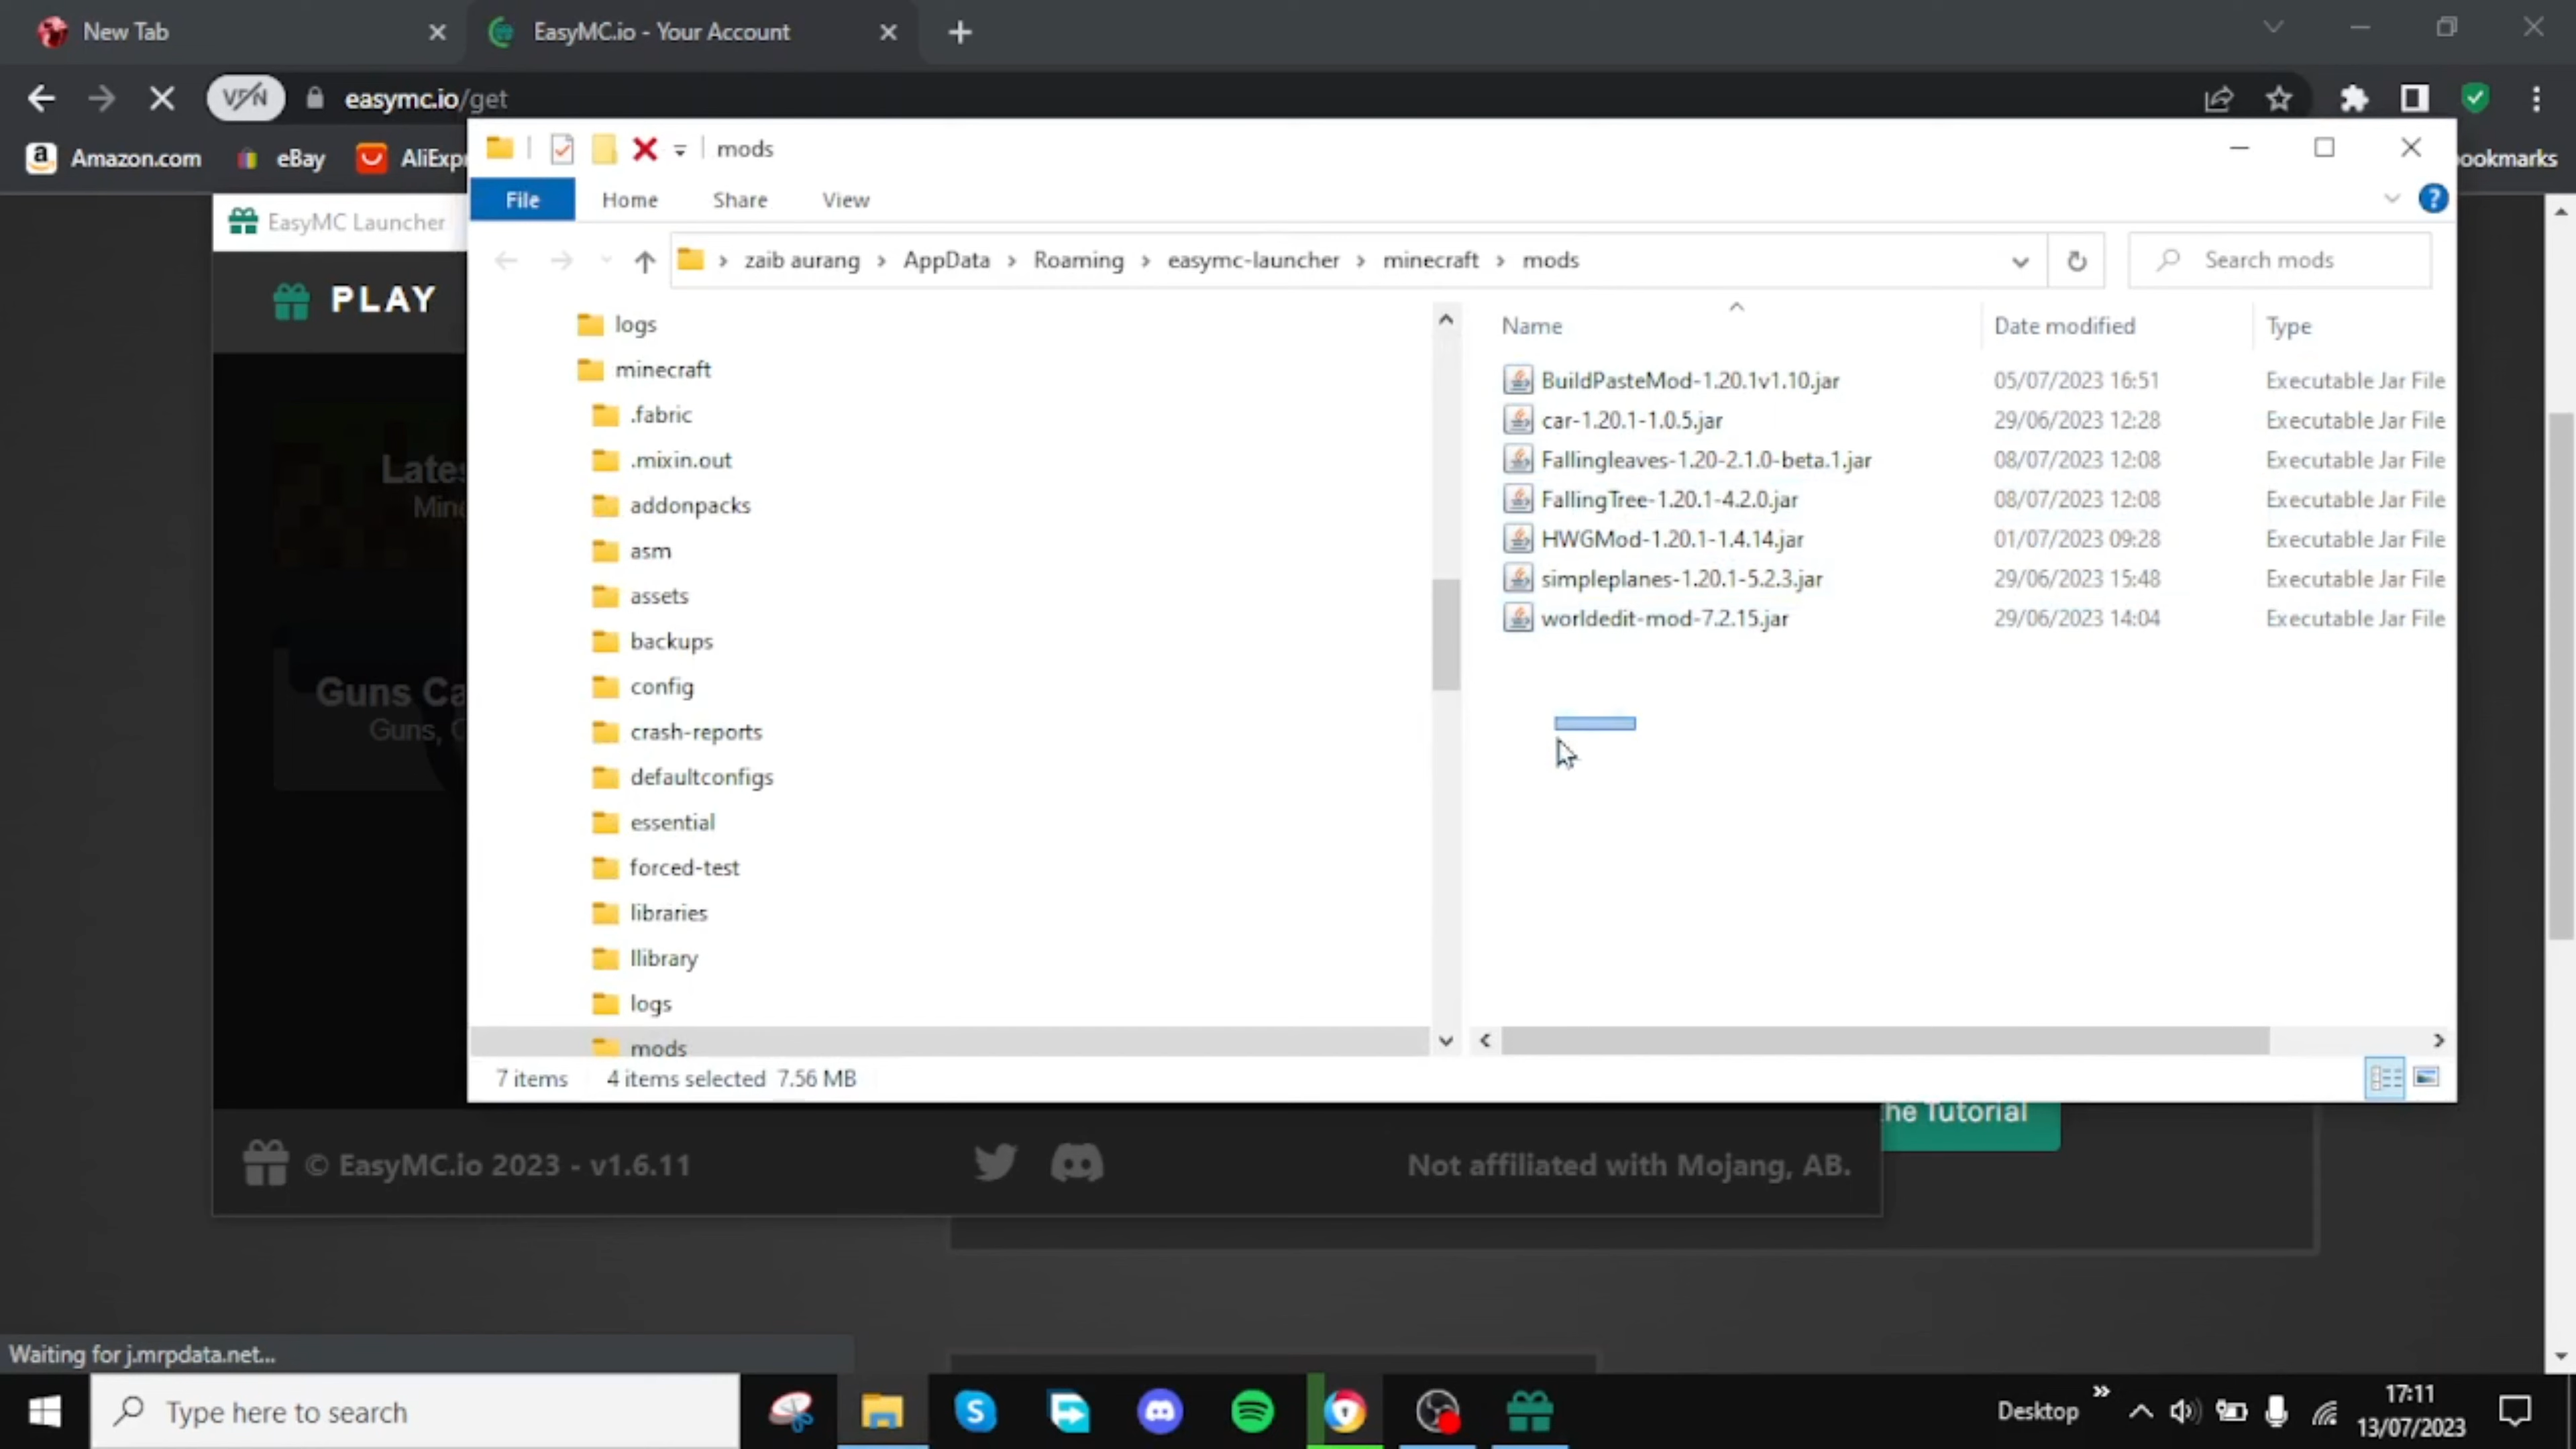 New Tab
EasyMC.io - Your Account
VPN
easymc.io/get
Amazon.com
eBay
AliExpr
bookmarks
mods
File
Home
Share
View
EasyMC Launcher
zaib aurang
AppData
Roaming
easymc-launcher
minecraft
mods
Search mods
PLAY
logs
minecraft
.fabric
.mixin.out
addonpacks
asm
assets
backups
config
crash-reports
defaultconfigs
essential
forced-test
libraries
llibrary
logs
mods
Name Date modified Type
BuildPasteMod-1.20.1v1.10.jar 05/07/2023 16:51 Executable Jar File
car-1.20.1-1.0.5.jar 29/06/2023 12:28 Executable Jar File
Fallingleaves-1.20-2.1.0-beta.1.jar 08/07/2023 12:08 Executable Jar File
FallingTree-1.20.1-4.2.0.jar 08/07/2023 12:08 Executable Jar File
HWGMod-1.20.1-1.4.14.jar 01/07/2023 09:28 Executable Jar File
simpleplanes-1.20.1-5.2.3.jar 29/06/2023 15:48 Executable Jar File
worldedit-mod-7.2.15.jar 29/06/2023 14:04 Executable Jar File
Lates
Mine
Guns Ca
Guns, C
7 items 4 items selected 7.56 MB
he Tutorial
© EasyMC.io 2023 - v1.6.11
Not affiliated with Mojang, AB.
Waiting for j.mrpdata.net...
Type here to search
Desktop
17:11
13/07/2023